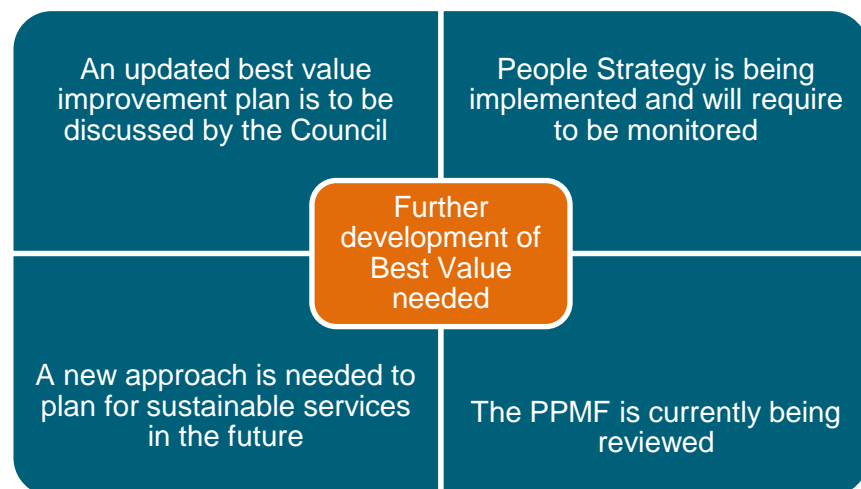 An updated best value
improvement plan is to be
discussed by the Council
People Strategy is being
implemented and will require
to be monitored
Further
development of
Best Value
needed
A new approach is needed to
plan for sustainable services
in the future
The PPMF is currently being
reviewed